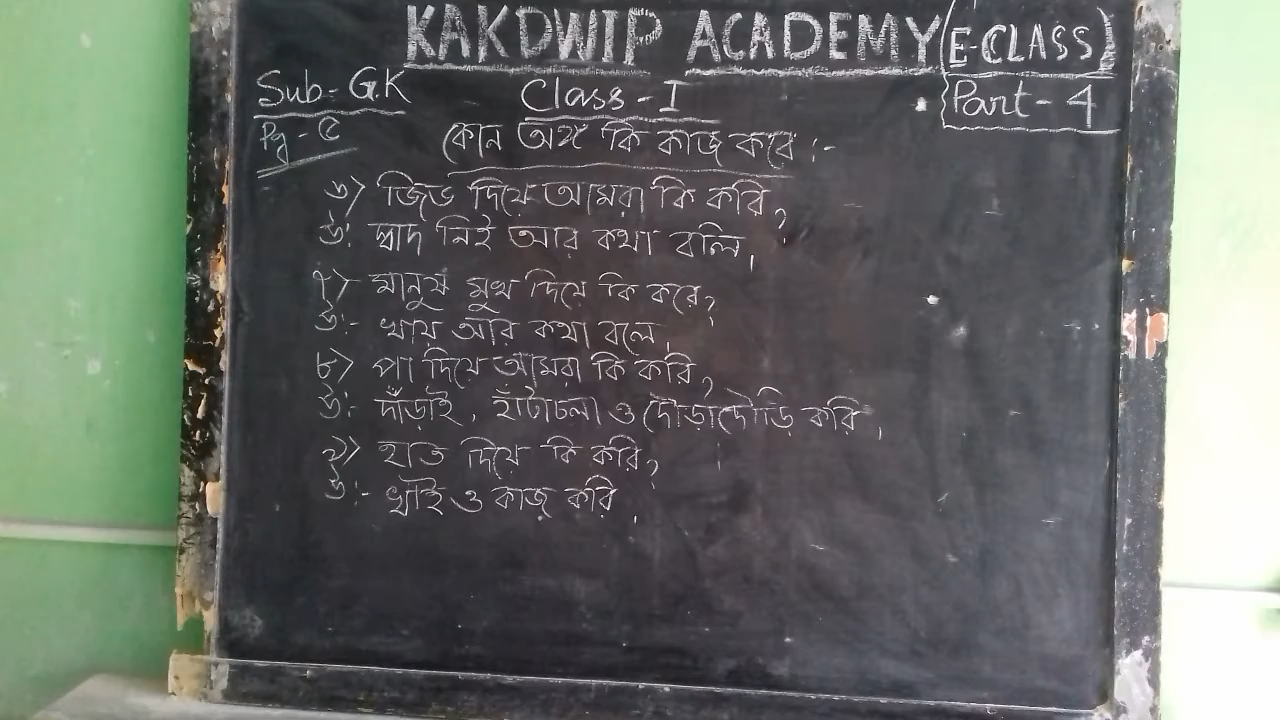 KAKDWIP ACADEMY (E-CLASS)
Sub- G.K Class - I Part - 4
Pg - ৫ কোন অঙ্গ কি কাজ করে :-
৬> জিভ দিয়ে আমরা কি করি?
উ:- স্বাদ নিই আর কথা বলি।
৭> মানুষ মুখ দিয়ে কি করে?
উ:- খায় আর কথা বলে।
৮> পা দিয়ে আমরা কি করি?
উ:- দাঁড়াই, হাঁটাচলা ও দৌড়াদৌড়ি করি।
৯> হাত দিয়ে কি করি?
উ:- খাই ও কাজ করি।